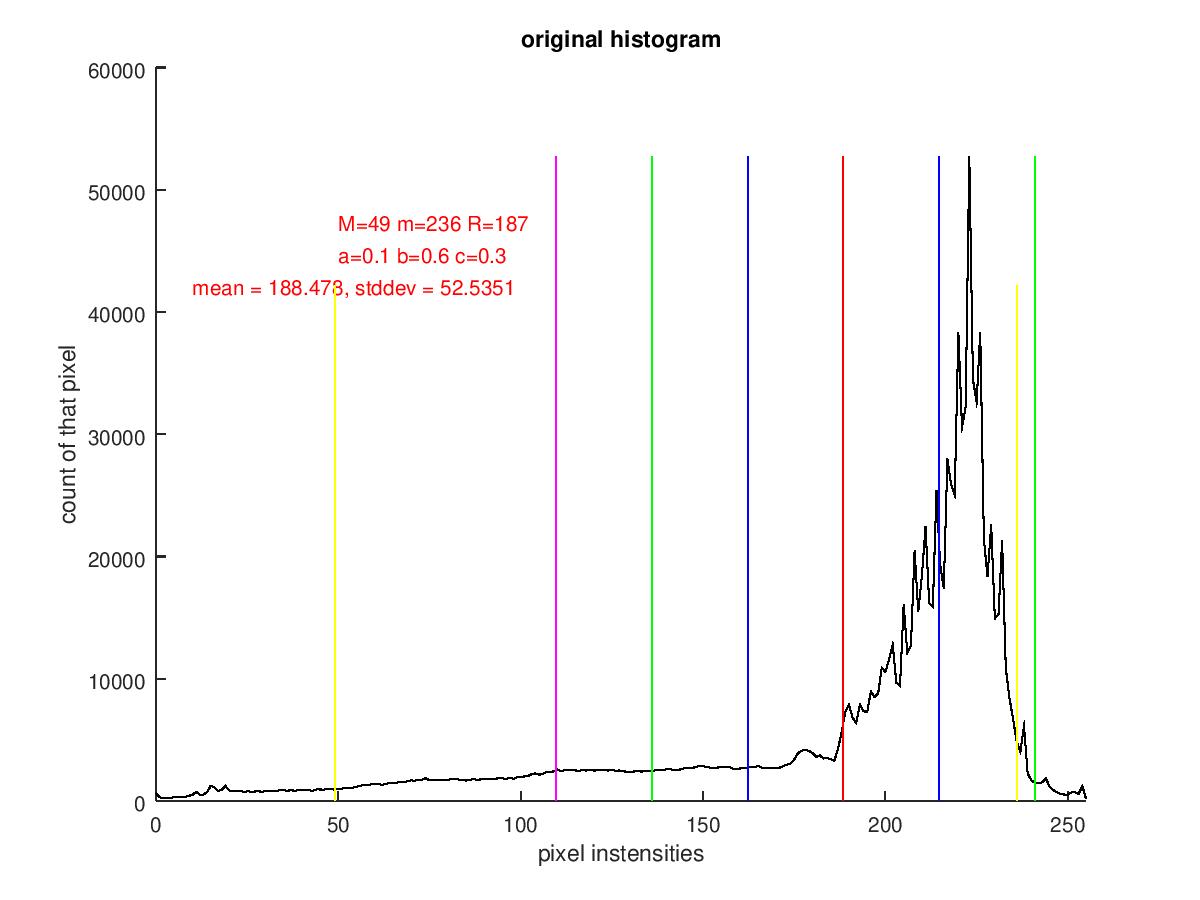 original histogram
60000
50000
40000
30000
20000
10000
0
count of that pixel
M=49 m=236 R=187
a=0.1 b=0.6 c=0.3
mean = 188.478, stddev = 52.5351
0 50 100 150 200 250
pixel instensities